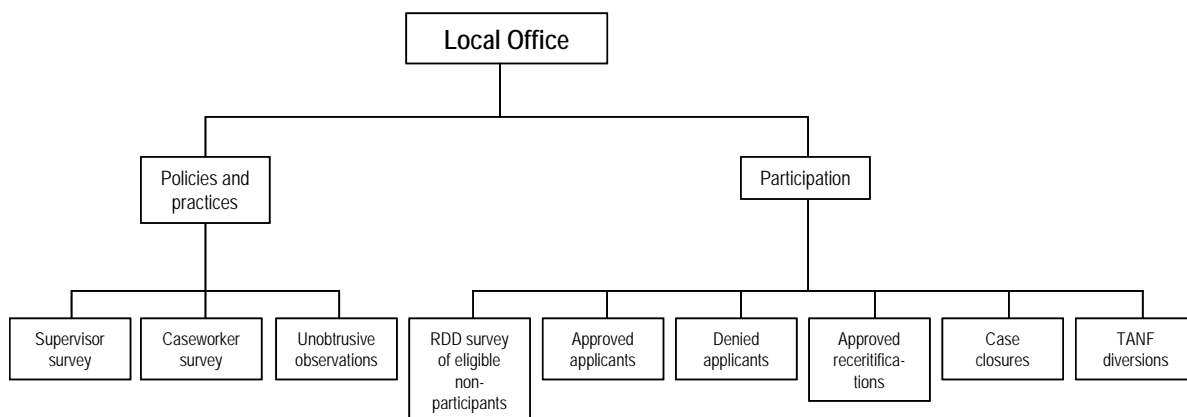 Local Office
Policies and
practices
Participation
Supervisor
survey
Caseworker
survey
Unobtrusive
observations
RDD survey
of eligible
non-
participants
Approved
applicants
Denied
applicants
Approved
receritifica-
tions
Case
closures
TANF
diversions